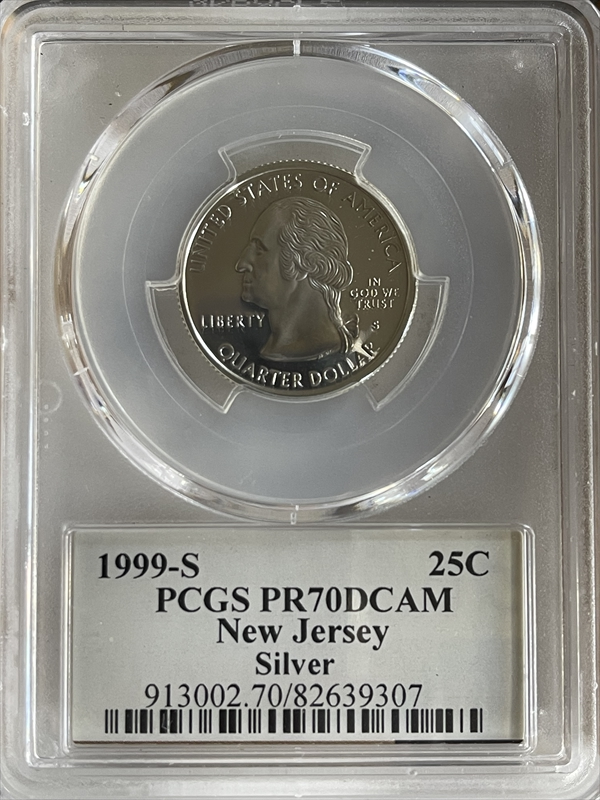 UNITED STATES OF AMERICA
IN
GOD WE
TRUST
LIBERTY
S
QUARTER DOLLAR
1999-S 25C
PCGS PR70DCAM
New Jersey
Silver
913002.70/82639307